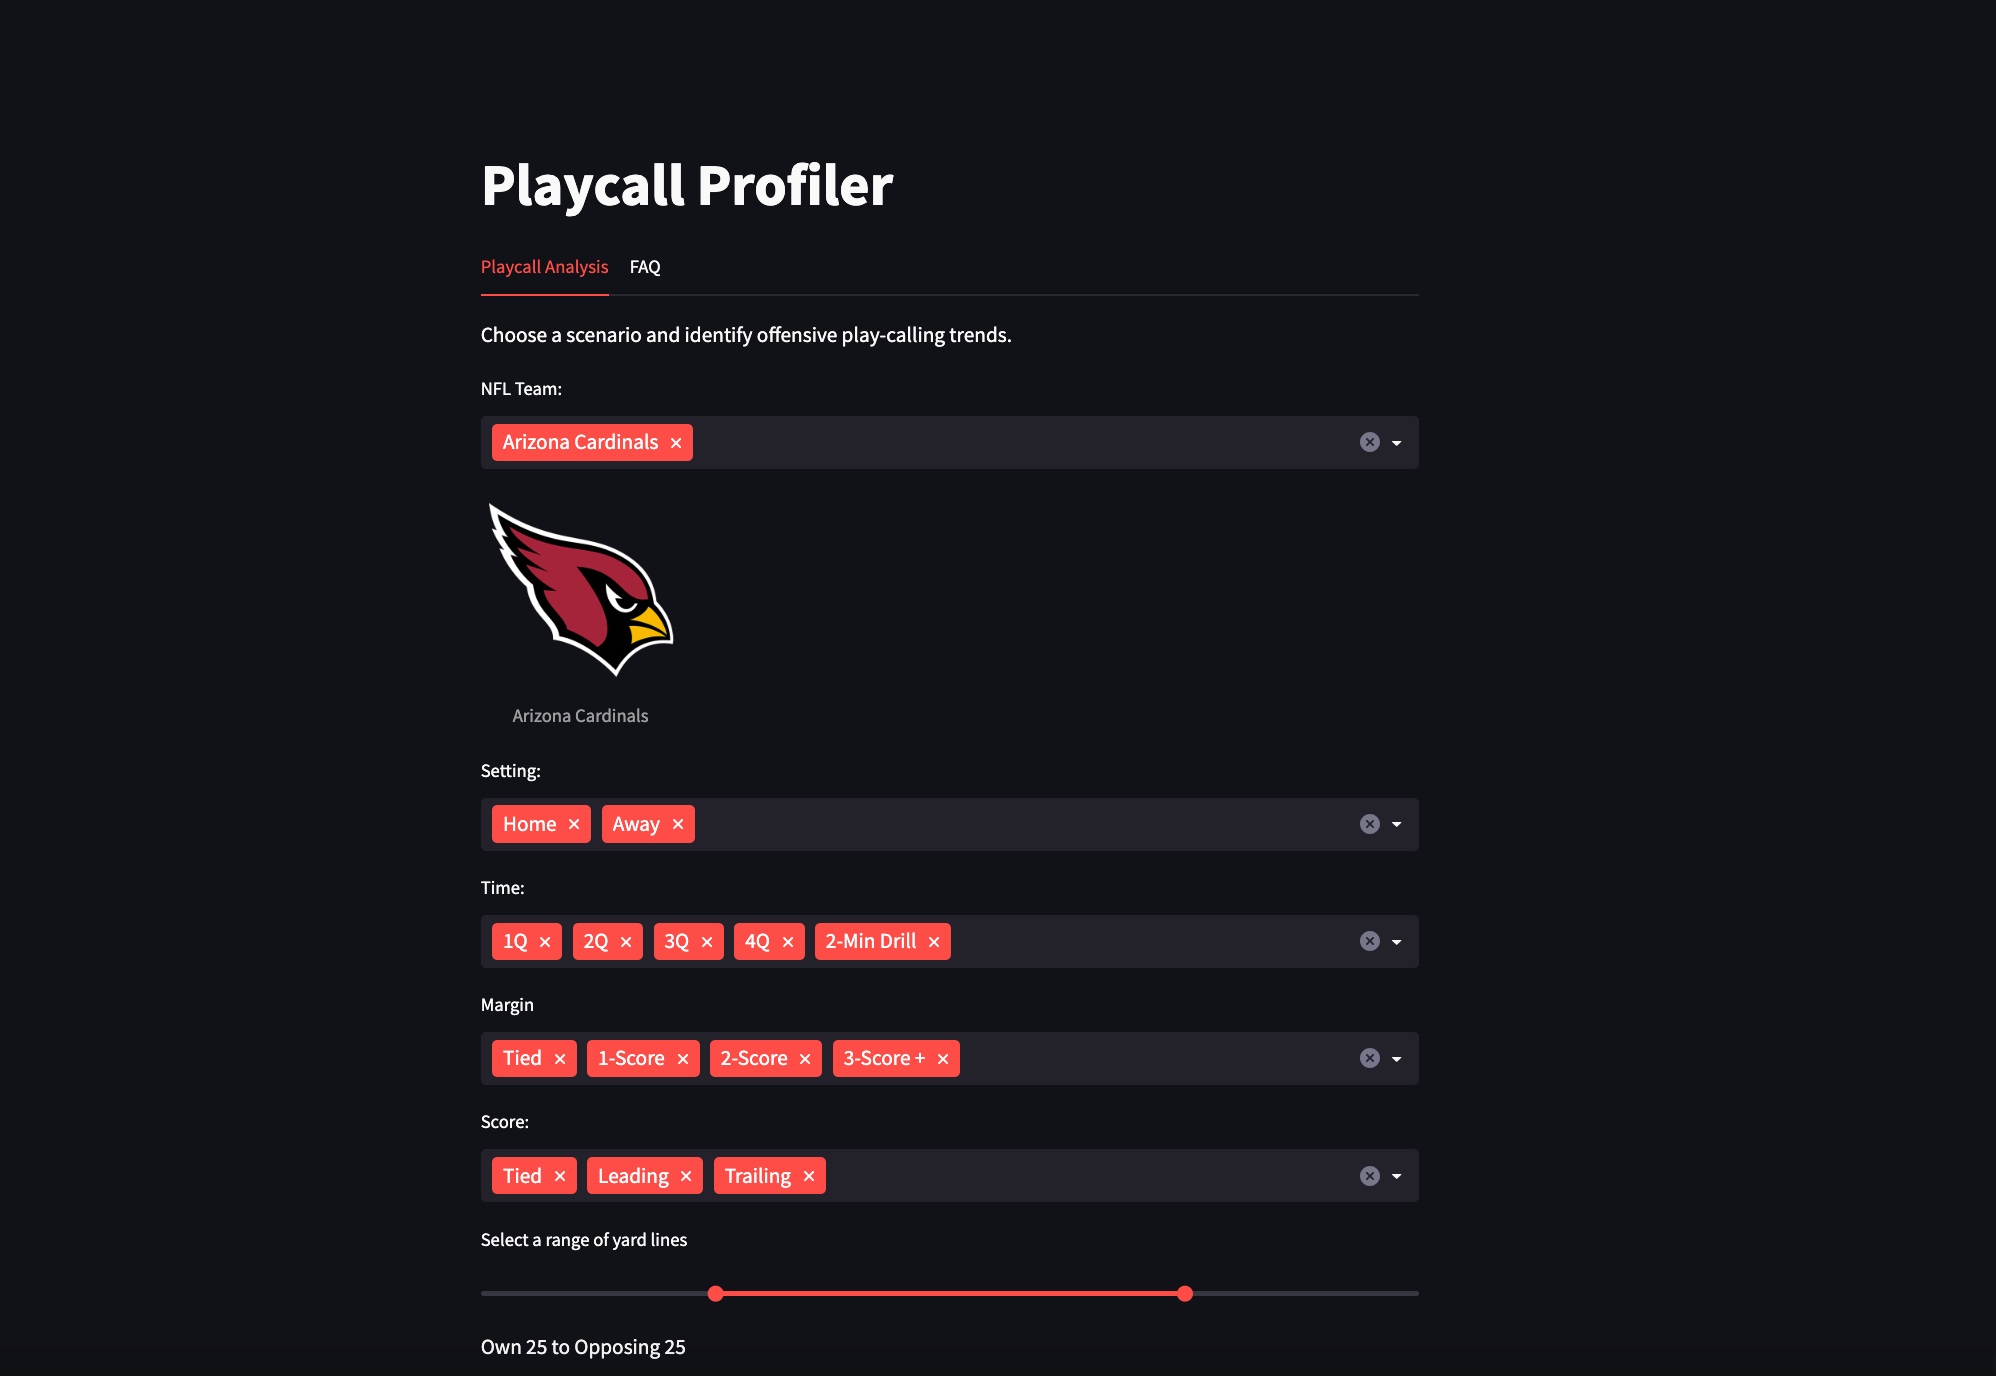 Playcall Profiler
Playcall Analysis FAQ
Choose a scenario and identify offensive play-calling trends.
NFL Team:
Arizona Cardinals
Arizona Cardinals
Setting:
Home Away
Time:
1Q 2Q 3Q 4Q 2-Min Drill
Margin
Tied 1-Score 2-Score 3-Score +
Score:
Tied Leading Trailing
Select a range of yard lines
Own 25 to Opposing 25